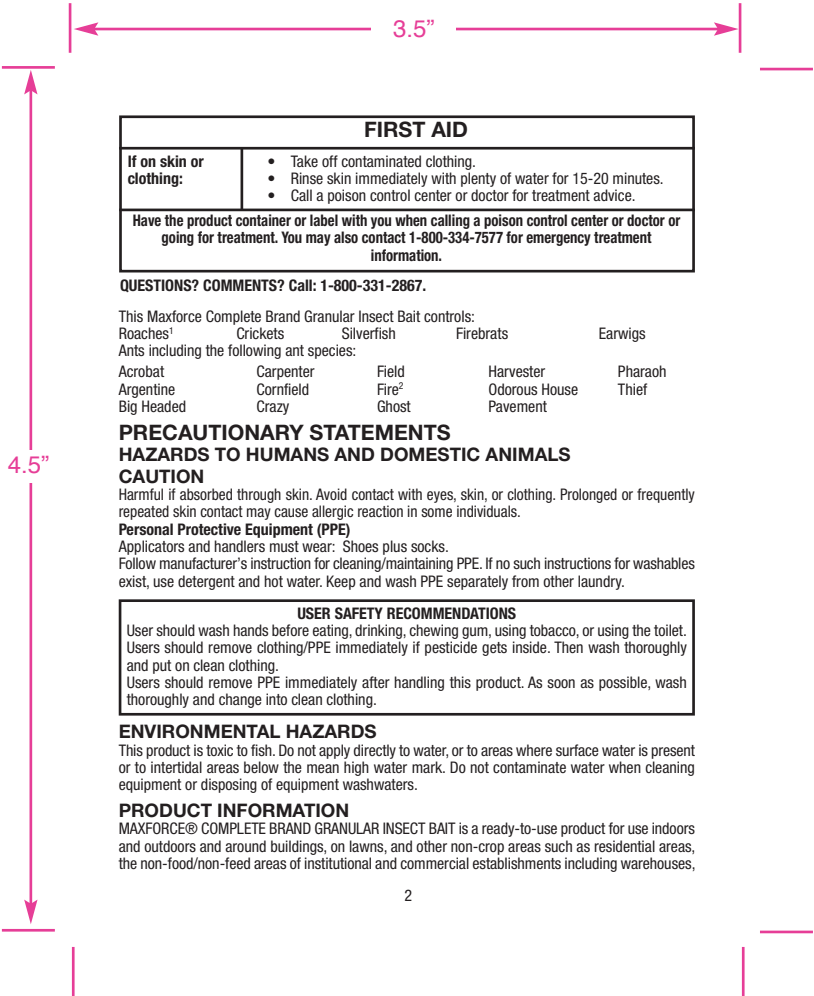 3.5”
4.5”
FIRST AID
If on skin or
clothing:
• Take off contaminated clothing.
• Rinse skin immediately with plenty of water for 15-20 minutes.
• Call a poison control center or doctor for treatment advice.
Have the product container or label with you when calling a poison control center or doctor or
going for treatment. You may also contact 1-800-334-7577 for emergency treatment
information.
QUESTIONS? COMMENTS? Call: 1-800-331-2867.
This Maxforce Complete Brand Granular Insect Bait controls:
Roaches¹ Crickets Silverfish Firebrats Earwigs
Ants including the following ant species:
Acrobat Carpenter Field Harvester Pharaoh
Argentine Cornfield Fire² Odorous House Thief
Big Headed Crazy Ghost Pavement
PRECAUTIONARY STATEMENTS
HAZARDS TO HUMANS AND DOMESTIC ANIMALS
CAUTION
Harmful if absorbed through skin. Avoid contact with eyes, skin, or clothing. Prolonged or frequently
repeated skin contact may cause allergic reaction in some individuals.
Personal Protective Equipment (PPE)
Applicators and handlers must wear: Shoes plus socks.
Follow manufacturer’s instruction for cleaning/maintaining PPE. If no such instructions for washables
exist, use detergent and hot water. Keep and wash PPE separately from other laundry.
USER SAFETY RECOMMENDATIONS
User should wash hands before eating, drinking, chewing gum, using tobacco, or using the toilet.
Users should remove clothing/PPE immediately if pesticide gets inside. Then wash thoroughly
and put on clean clothing.
Users should remove PPE immediately after handling this product. As soon as possible, wash
thoroughly and change into clean clothing.
ENVIRONMENTAL HAZARDS
This product is toxic to fish. Do not apply directly to water, or to areas where surface water is present
or to intertidal areas below the mean high water mark. Do not contaminate water when cleaning
equipment or disposing of equipment washwaters.
PRODUCT INFORMATION
MAXFORCE® COMPLETE BRAND GRANULAR INSECT BAIT is a ready-to-use product for use indoors
and outdoors and around buildings, on lawns, and other non-crop areas such as residential areas,
the non-food/non-feed areas of institutional and commercial establishments including warehouses,
2